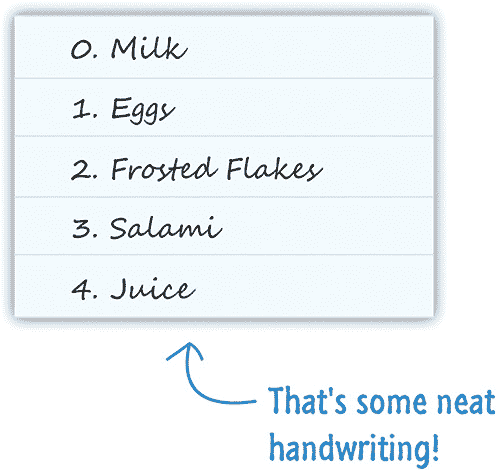 0. Milk
1. Eggs
2. Frosted Flakes
3. Salami
4. Juice
That's some neat
handwriting!